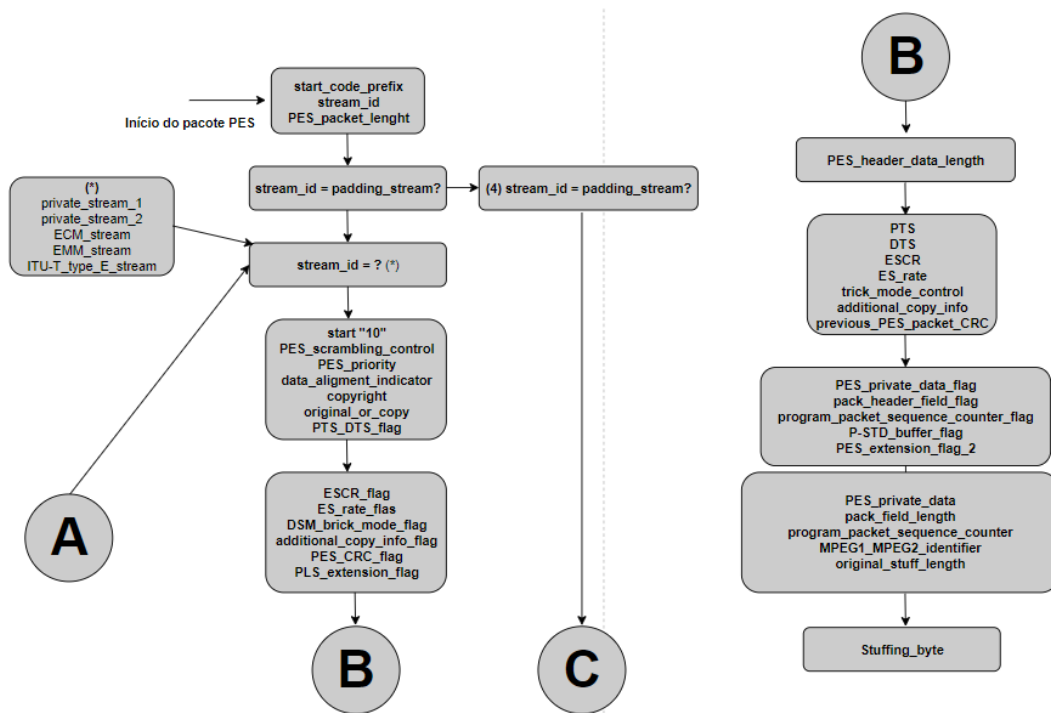 Início do pacote PES
start_code_prefix
stream_id
PES_packet_lenght
stream_id = padding_stream?
(4) stream_id = padding_stream?
(*)
private_stream_1
private_stream_2
ECM_stream
EMM_stream
ITU-T_type_E_stream
stream_id = ? (*)
start "10"
PES_scrambling_control
PES_priority
data_aligment_indicator
copyright
original_or_copy
PTS_DTS_flag
A
ESCR_flag
ES_rate_flas
DSM_brick_mode_flag
additional_copy_info_flag
PES_CRC_flag
PLS_extension_flag
B
C
B
PES_header_data_length
PTS
DTS
ESCR
ES_rate
trick_mode_control
additional_copy_info
previous_PES_packet_CRC
PES_private_data_flag
pack_header_field_flag
program_packet_sequence_counter_flag
P-STD_buffer_flag
PES_extension_flag_2
PES_private_data
pack_field_length
program_packet_sequence_counter
MPEG1_MPEG2_identifier
original_stuff_length
Stuffing_byte